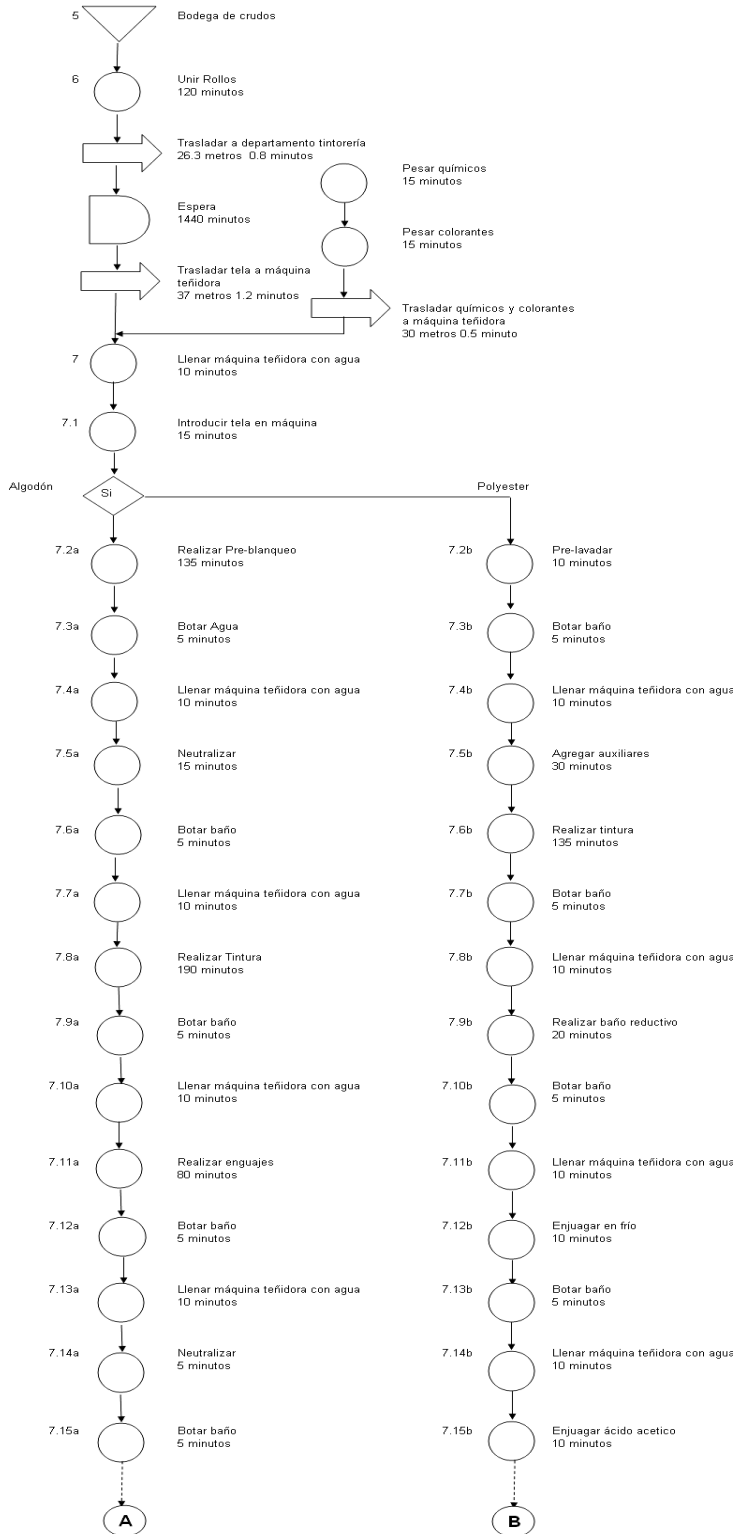 5
Bodega de crudos
6
Unir Rollos
120 minutos
Trasladar a departamento tintorería
26.3 metros 0.8 minutos
Pesar químicos
15 minutos
Espera
1440 minutos
Pesar colorantes
15 minutos
Trasladar tela a máquina
teñidora
37 metros 1.2 minutos
Trasladar químicos y colorantes
a máquina teñidora
30 metros 0.5 minuto
7
Llenar máquina teñidora con agua
10 minutos
7.1
Introducir tela en máquina
15 minutos
Algodón
Si
Polyester
7.2a
Realizar Pre-blanqueo
135 minutos
7.2b
Pre-lavadar
10 minutos
7.3a
Botar Agua
5 minutos
7.3b
Botar baño
5 minutos
7.4a
Llenar máquina teñidora con agua
10 minutos
7.4b
Llenar máquina teñidora con agua
10 minutos
7.5a
Neutralizar
15 minutos
7.5b
Agregar auxiliares
30 minutos
7.6a
Botar baño
5 minutos
7.6b
Realizar tintura
135 minutos
7.7a
Llenar máquina teñidora con agua
10 minutos
7.7b
Botar baño
5 minutos
7.8a
Realizar Tintura
190 minutos
7.8b
Llenar máquina teñidora con agua
10 minutos
7.9a
Botar baño
5 minutos
7.9b
Realizar baño reductivo
20 minutos
7.10a
Llenar máquina teñidora con agua
10 minutos
7.10b
Botar baño
5 minutos
7.11a
Realizar enguajes
80 minutos
7.11b
Llenar máquina teñidora con agua
10 minutos
7.12a
Botar baño
5 minutos
7.12b
Enjuagar en frío
10 minutos
7.13a
Llenar máquina teñidora con agua
10 minutos
7.13b
Botar baño
5 minutos
7.14a
Neutralizar
5 minutos
7.14b
Llenar máquina teñidora con agua
10 minutos
7.15a
Botar baño
5 minutos
7.15b
Enjuagar ácido acetico
10 minutos
A
B